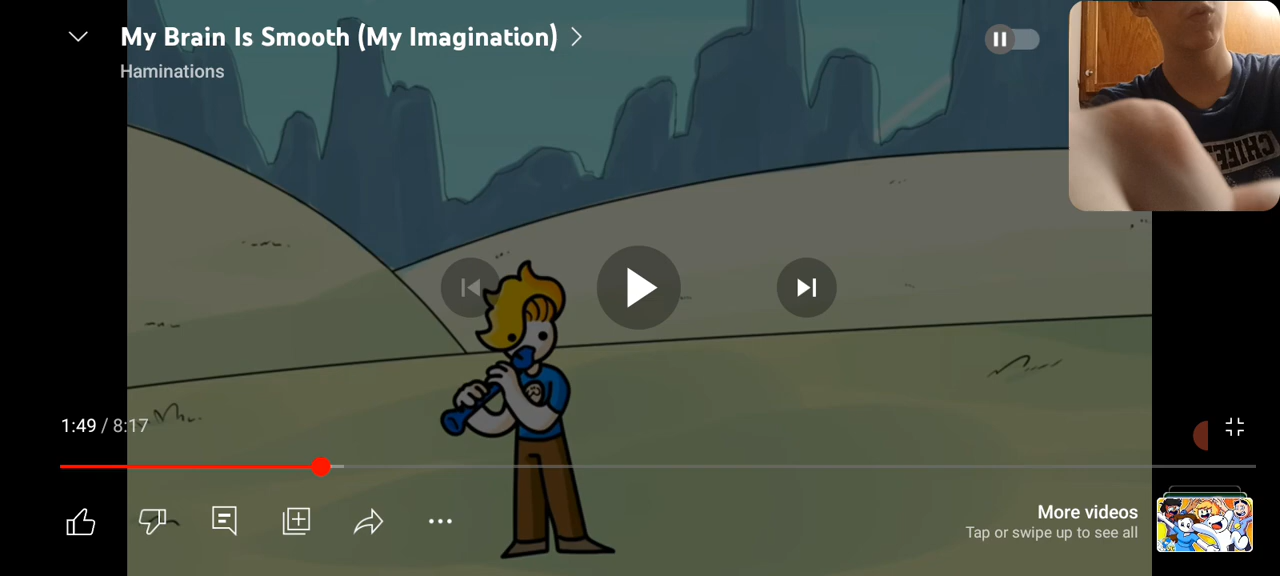 My Brain Is Smooth (My Imagination)
Haminations
CHIEFS
1:49 / 8:17
More videos
Tap or swipe up to see all